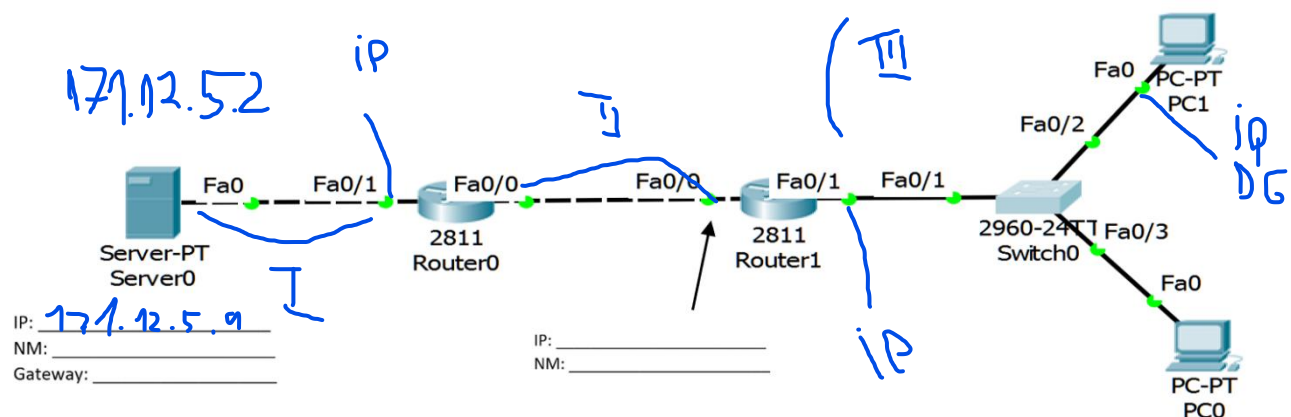 iP
III
171.12.5.2
II
Fa0
PC-PT
PC1
Fa0/2
iP
DG
Fa0
Fa0/1
Fa0/0
Fa0/0
Fa0/1
Fa0/1
2811
Router0
2811
Router1
2960-24TT
Switch0
Fa0/3
Fa0
Server-PT
Server0
I
iP
IP: 171.12.5.9
NM:
Gateway:
IP:
NM:
PC-PT
PC0